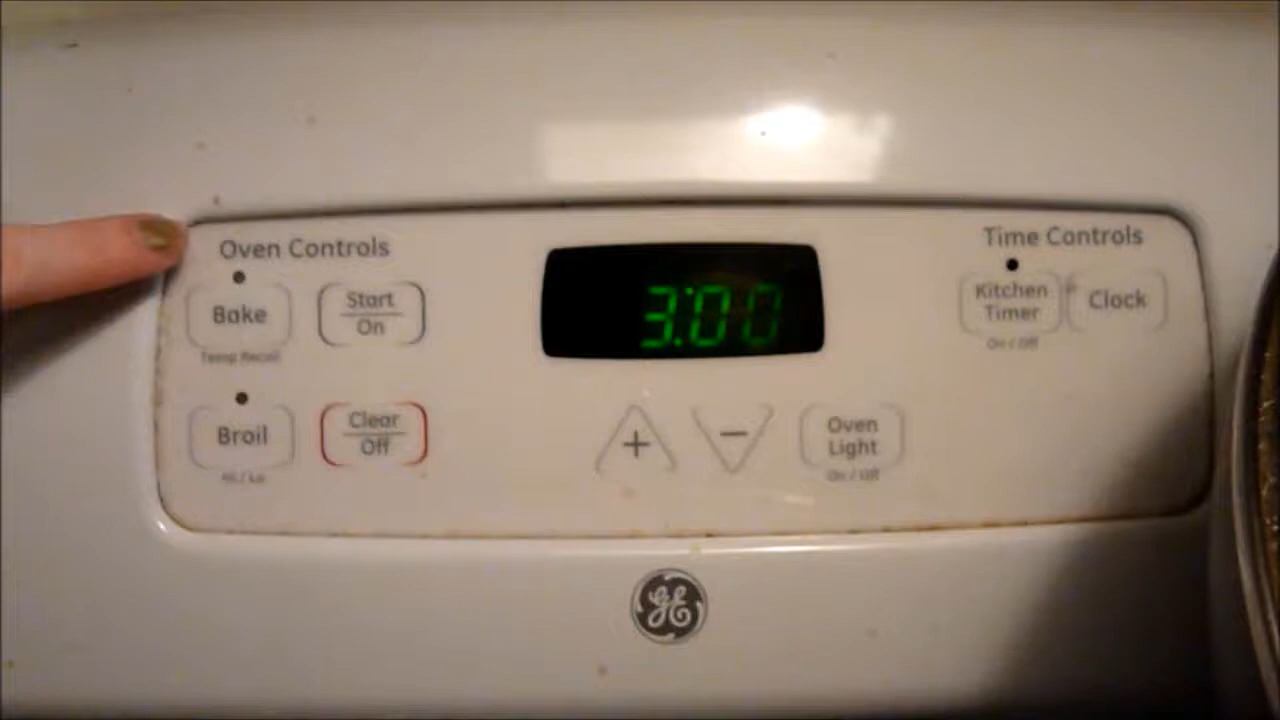 Oven Controls
Bake
Temp Recall
Start
On
Broil
Hi / Lo
Clear
Off
3:00
+
−
Oven
Light
On / Off
Time Controls
Kitchen
Timer
On / Off
Clock
GE